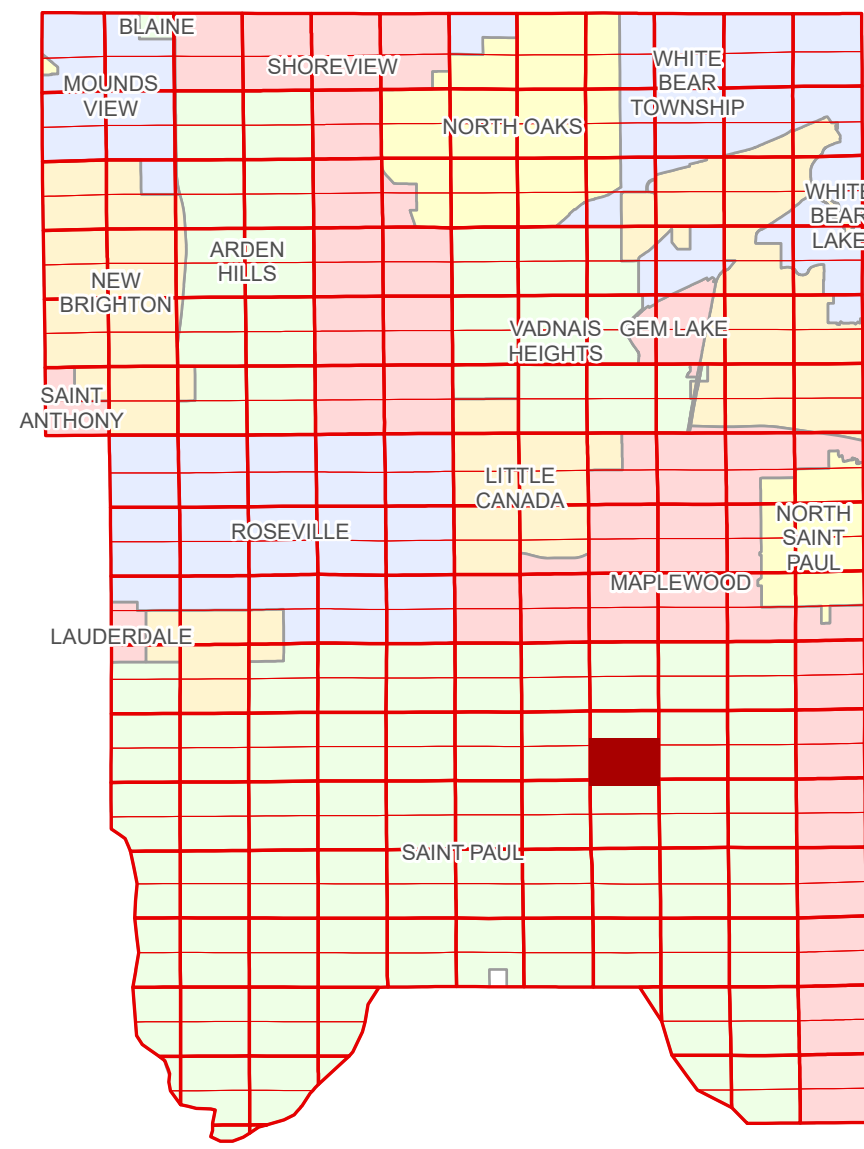 BLAINE
SHOREVIEW
MOUNDS
VIEW
WHITE
BEAR
TOWNSHIP
NORTH OAKS
WHITE
BEAR
LAKE
ARDEN
HILLS
NEW
BRIGHTON
VADNAIS
HEIGHTS
GEM LAKE
SAINT
ANTHONY
LITTLE
CANADA
ROSEVILLE
NORTH
SAINT
PAUL
MAPLEWOOD
LAUDERDALE
SAINT PAUL